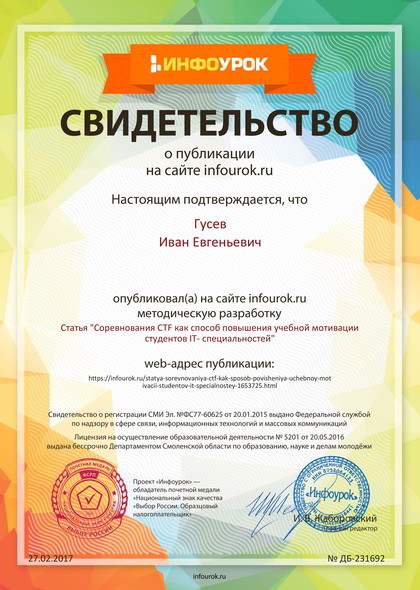 ИНФОУРОК
СВИДЕТЕЛЬСТВО
о публикации
на сайте infourok.ru
Настоящим подтверждается, что
Гусев
Иван Евгеньевич
опубликовал(а) на сайте infourok.ru
методическую разработку
Статья "Соревнования CTF как способ повышения учебной мотивации
студентов IT- специальностей"
web-адрес публикации:
https://infourok.ru/statya-sorevnovaniya-ctf-kak-sposob-povisheniya-uchebnoy-mot
ivacii-studentov-it-specialnostey-1653725.html
Свидетельство о регистрации СМИ Эл. №ФС77-60625 от 20.01.2015 выдано Федеральной службой
по надзору в сфере связи, информационных технологий и массовых коммуникаций
Лицензия на осуществление образовательной деятельности № 5201 от 20.05.2016
выдана бессрочно Департаментом Смоленской области по образованию, науке и делам молодёжи
Проект «Инфоурок» —
обладатель почетной медали
«Национальный знак качества
«Выбор России. Образцовый
налогоплательщик»
«Инфоурок»
И. В. Жаборовский
редактор
27.02.2017
№ ДБ-231692
infourok.ru